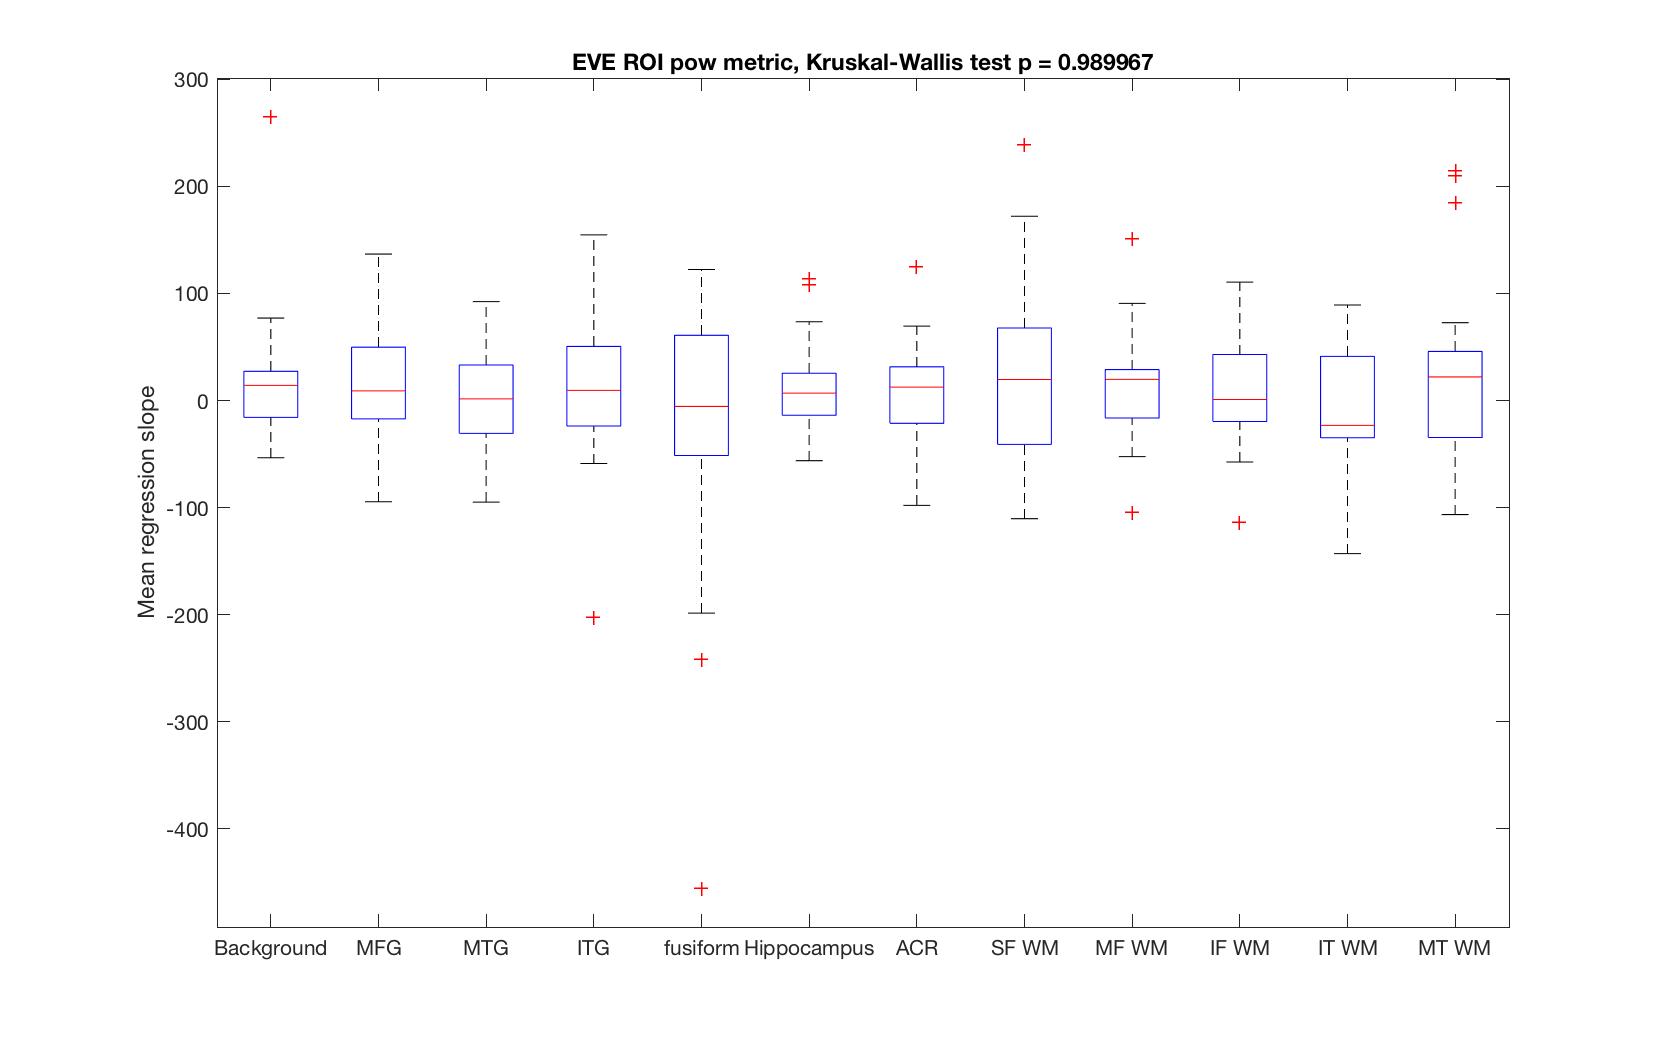 EVE ROI pow metric, Kruskal-Wallis test p = 0.989967
Mean regression slope
300
200
100
0
-100
-200
-300
-400
Background MFG MTG ITG fusiform Hippocampus ACR SF WM MF WM IF WM IT WM MT WM